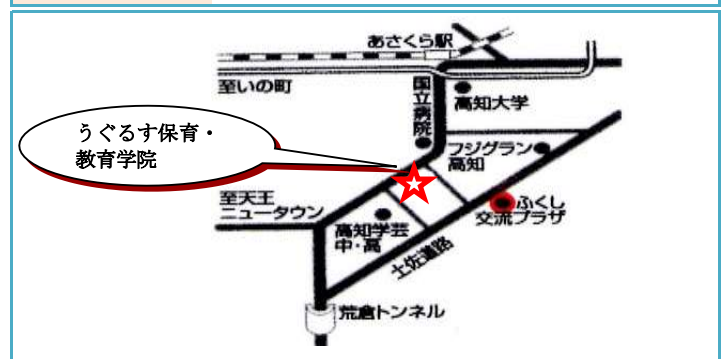 あさくら駅
至いの町
国立病院
高知大学
うぐるす保育・
教育学院
フジグラン
高知
至天王
ニュータウン
ふくし
交流プラザ
高知学芸
中・高
土佐道路
荒倉トンネル